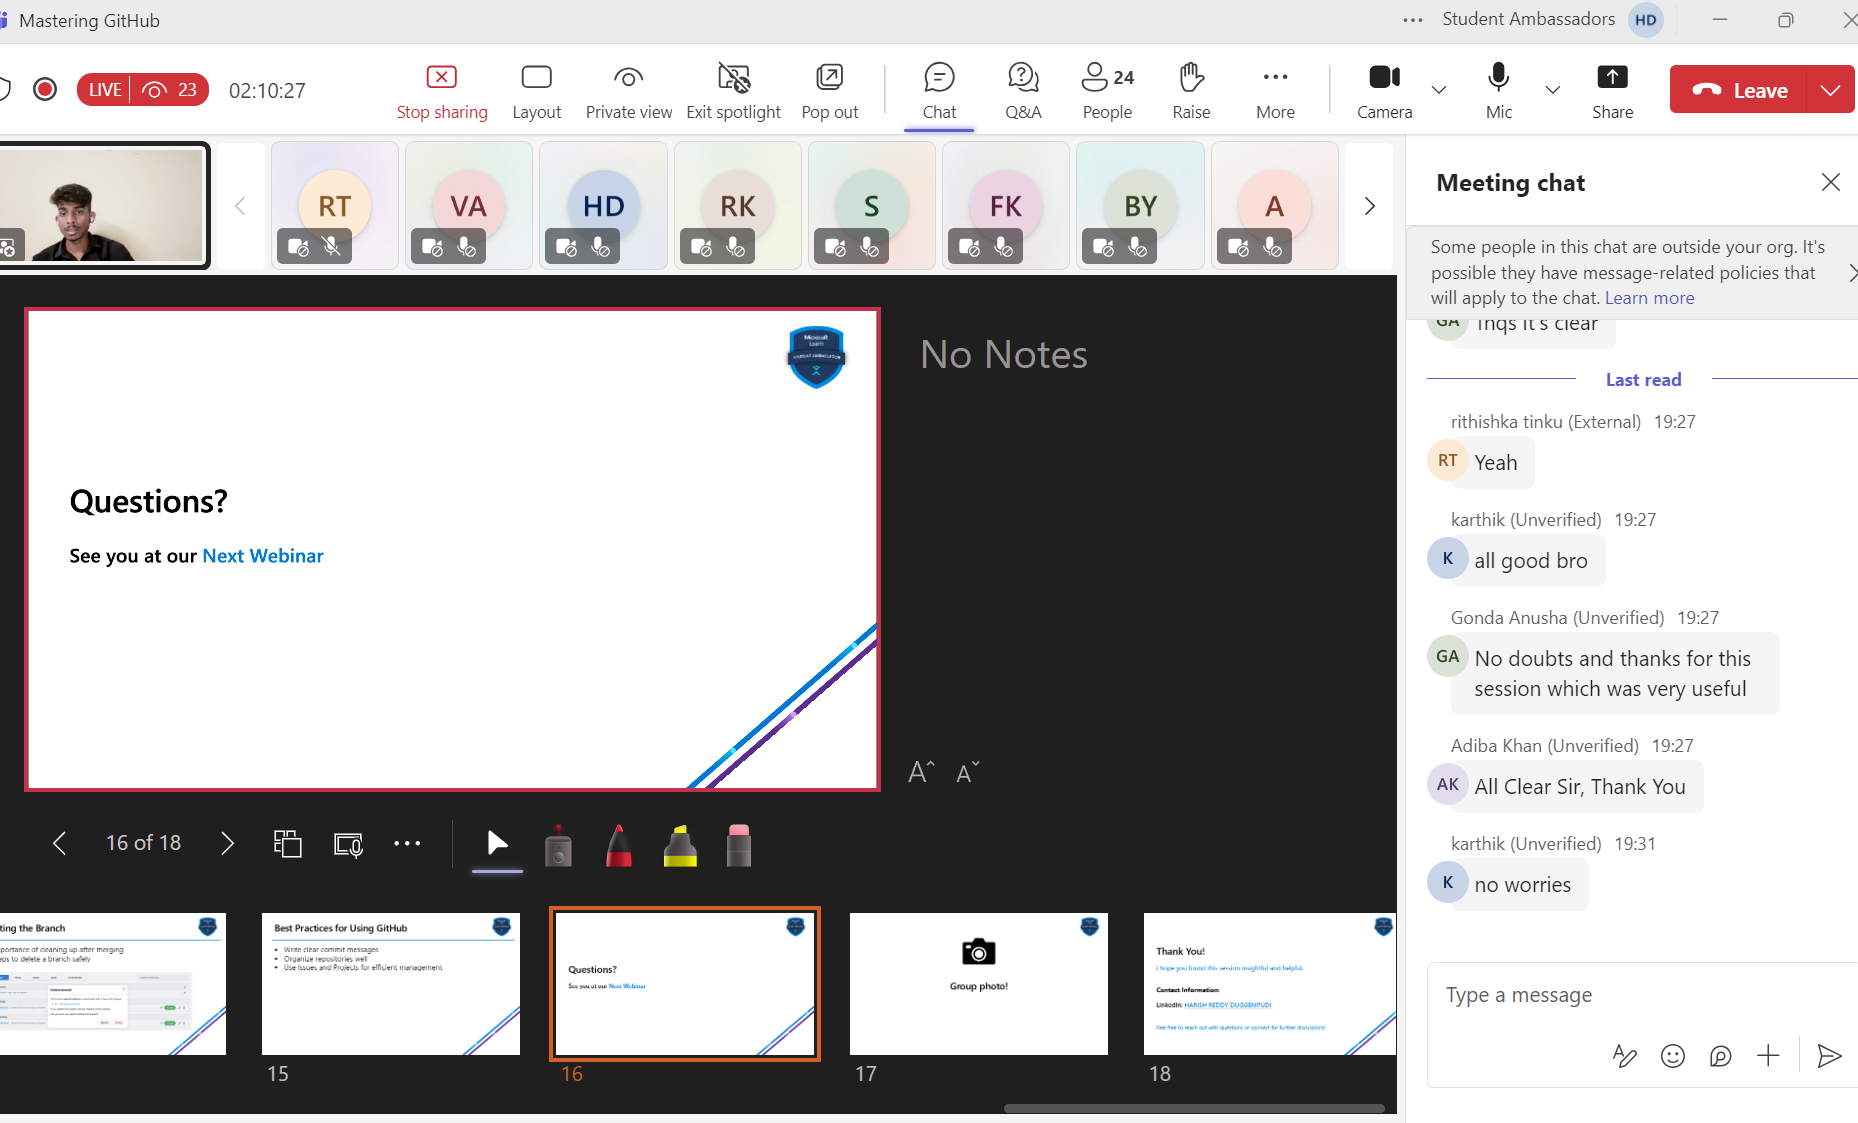 Mastering GitHub
Student Ambassadors
HD
LIVE
23
02:10:27
Stop sharing
Layout
Private view
Exit spotlight
Pop out
Chat
Q&A
24
People
Raise
More
Camera
Mic
Share
Leave
RT
VA
HD
RK
S
FK
BY
A
Microsoft
Learn
STUDENT AMBASSADOR
Questions?
See you at our Next Webinar
No Notes
16 of 18
ting the Branch
portance of cleaning up after merging
eps to delete a branch safely
Best Practices for Using GitHub
• Write clear commit messages
• Organize repositories well
• Use Issues and Projects for efficient management
15
Questions?
See you at our Next Webinar
16
Group photo!
17
Thank You!
I hope you found this session insightful and helpful.
Contact Information:
LinkedIn: HARISH REDDY DUGGEMPUDI
Feel free to reach out with questions or connect for further discussions!
18
Meeting chat
Some people in this chat are outside your org. It's
possible they have message-related policies that
will apply to the chat. Learn more
GA
Thqs it's clear
Last read
rithishka tinku (External) 19:27
RT
Yeah
karthik (Unverified) 19:27
K
all good bro
Gonda Anusha (Unverified) 19:27
GA
No doubts and thanks for this
session which was very useful
Adiba Khan (Unverified) 19:27
AK
All Clear Sir, Thank You
karthik (Unverified) 19:31
K
no worries
Type a message